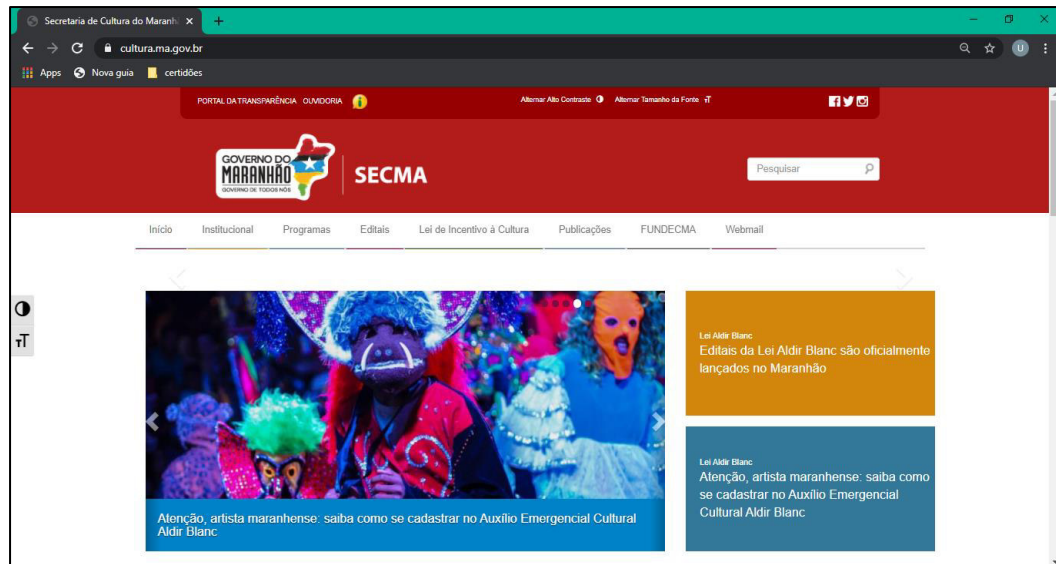 Secretaria de Cultura do Maranh
cultura.ma.gov.br
U
Apps Nova guia certidões
PORTAL DA TRANSPARÊNCIA OUVIDORIA
Alternar Alto Contraste Alternar Tamanho da Fonte
GOVERNO DO
MARANHÃO
GOVERNO DE TODOS NÓS
SECMA
Pesquisar
Início Institucional Programas Editais Lei de Incentivo à Cultura Publicações FUNDECMA Webmail
Lei Aldir Blanc
Editais da Lei Aldir Blanc são oficialmente
lançados no Maranhão
Lei Aldir Blanc
Atenção, artista maranhense: saiba como
se cadastrar no Auxílio Emergencial
Cultural Aldir Blanc
Atenção, artista maranhense: saiba como se cadastrar no Auxílio Emergencial Cultural
Aldir Blanc